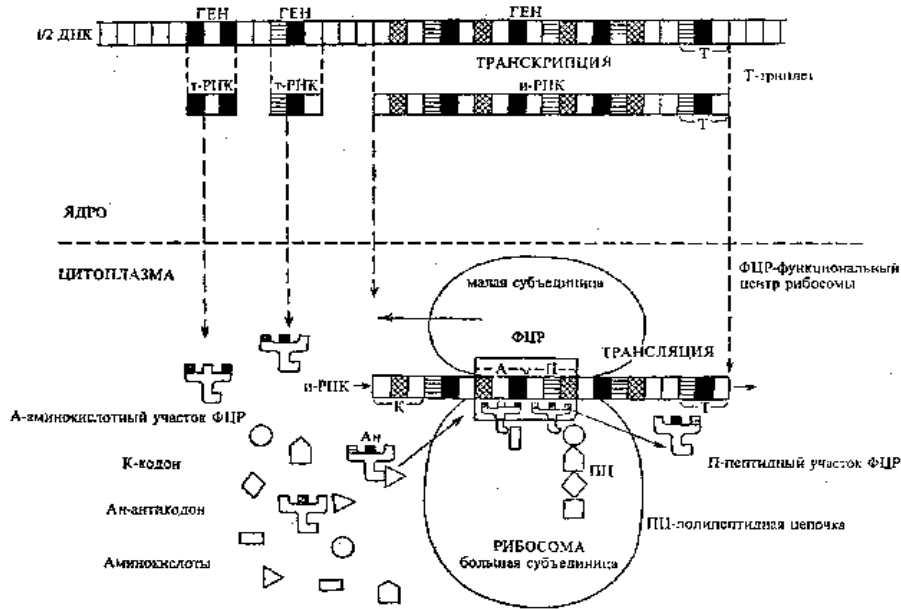 ГЕН ГЕН ГЕН
1/2 ДНК
Т
ТРАНСКРИПЦИЯ
Т-триплет
т-РНК т-РНК и-РНК
Т
ЯДРО
ЦИТОПЛАЗМА
ФЦР-функциональный
центр рибосомы
малая субъединица
ФЦР
ТРАНСЛЯЦИЯ
А П
и-РНК
К Т
А-аминокислотный участок ФЦР
Ан
К-кодон
П-пептидный участок ФЦР
ПЦ
Ан-антикодон
ПЦ-полипептидная цепочка
РИБОСОМА
большая субъединица
Аминокислоты